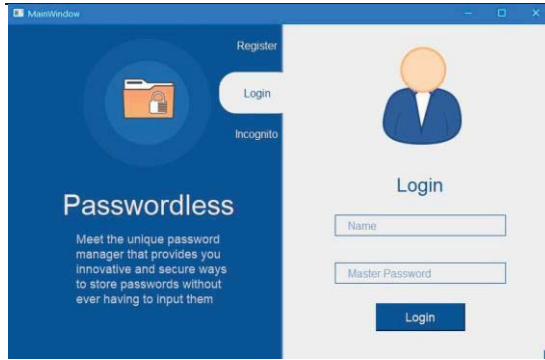 MainWindow
Register
Login
Incognito
Passwordless
Meet the unique password
manager that provides you
innovative and secure ways
to store passwords without
ever having to input them
Login
Name
Master Password
Login